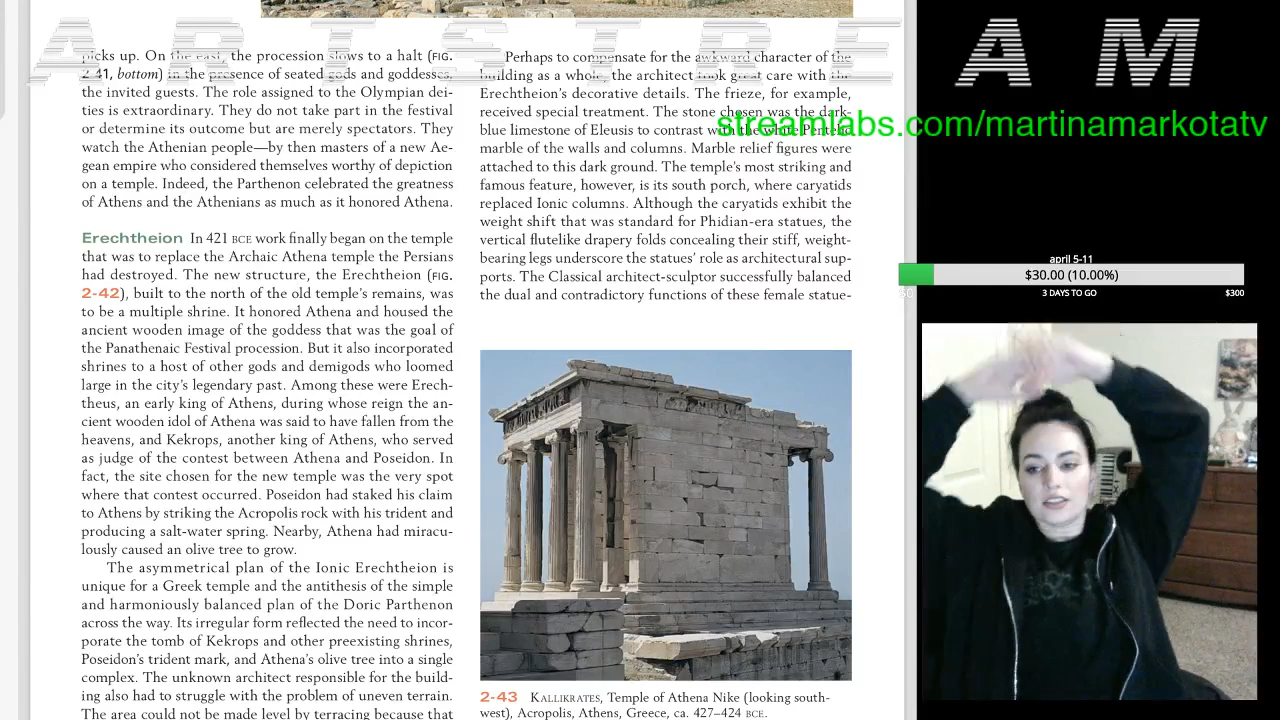 ARTSTREAM
picks up. On the east, the procession slows to a halt (FIG.
2-41, bottom) in the presence of seated gods and goddesses,
the invited guests. The role assigned to the Olympian dei-
ties is extraordinary. They do not take part in the festival
or determine its outcome but are merely spectators. They
watch the Athenian people—by then masters of a new Ae-
gean empire who considered themselves worthy of depiction
on a temple. Indeed, the Parthenon celebrated the greatness
of Athens and the Athenians as much as it honored Athena.
Erechtheion In 421 BCE work finally began on the temple
that was to replace the Archaic Athena temple the Persians
had destroyed. The new structure, the Erechtheion (FIG.
2-42), built to the north of the old temple's remains, was
to be a multiple shrine. It honored Athena and housed the
ancient wooden image of the goddess that was the goal of
the Panathenaic Festival procession. But it also incorporated
shrines to a host of other gods and demigods who loomed
large in the city's legendary past. Among these were Erech-
theus, an early king of Athens, during whose reign the an-
cient wooden idol of Athena was said to have fallen from the
heavens, and Kekrops, another king of Athens, who served
as judge of the contest between Athena and Poseidon. In
fact, the site chosen for the new temple was the very spot
where that contest occurred. Poseidon had staked his claim
to Athens by striking the Acropolis rock with his trident and
producing a salt-water spring. Nearby, Athena had miracu-
lously caused an olive tree to grow.
The asymmetrical plan of the Ionic Erechtheion is
unique for a Greek temple and the antithesis of the simple
and harmoniously balanced plan of the Doric Parthenon
across the way. Its irregular form reflected the need to incor-
porate the tomb of Kekrops and other preexisting shrines,
Poseidon's trident mark, and Athena's olive tree into a single
complex. The unknown architect responsible for the build-
ing also had to struggle with the problem of uneven terrain.
The area could not be made level by terracing because that
Perhaps to compensate for the awkward character of the
building as a whole, the architect took great care with the
Erechtheion's decorative details. The frieze, for example,
received special treatment. The stone chosen was the dark-
blue limestone of Eleusis to contrast with the white Pentelic
marble of the walls and columns. Marble relief figures were
attached to this dark ground. The temple's most striking and
famous feature, however, is its south porch, where caryatids
replaced Ionic columns. Although the caryatids exhibit the
weight shift that was standard for Phidian-era statues, the
vertical flutelike drapery folds concealing their stiff, weight-
bearing legs underscore the statues' role as architectural sup-
ports. The Classical architect-sculptor successfully balanced
the dual and contradictory functions of these female statue-
2-43 KALLIKRATES, Temple of Athena Nike (looking south-
west), Acropolis, Athens, Greece, ca. 427–424 BCE.
streamlabs.com/martinamarkotatv
april 5-11
$30.00 (10.00%)
$0 3 DAYS TO GO $300